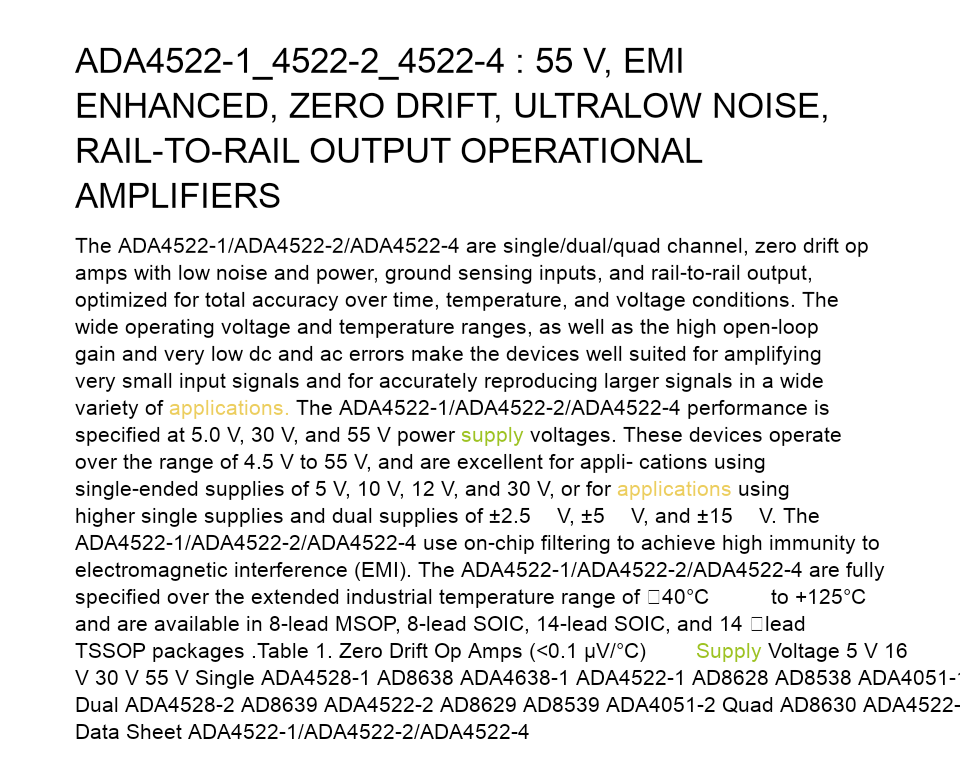 ADA4522-1_4522-2_4522-4 : 55 V, EMI
ENHANCED, ZERO DRIFT, ULTRALOW NOISE,
RAIL-TO-RAIL OUTPUT OPERATIONAL
AMPLIFIERS
The ADA4522-1/ADA4522-2/ADA4522-4 are single/dual/quad channel, zero drift op
amps with low noise and power, ground sensing inputs, and rail-to-rail output,
optimized for total accuracy over time, temperature, and voltage conditions. The
wide operating voltage and temperature ranges, as well as the high open-loop
gain and very low dc and ac errors make the devices well suited for amplifying
very small input signals and for accurately reproducing larger signals in a wide
variety of applications. The ADA4522-1/ADA4522-2/ADA4522-4 performance is
specified at 5.0 V, 30 V, and 55 V power supply voltages. These devices operate
over the range of 4.5 V to 55 V, and are excellent for appli- cations using
single-ended supplies of 5 V, 10 V, 12 V, and 30 V, or for applications using
higher single supplies and dual supplies of ±2.5 V, ±5 V, and ±15 V. The
ADA4522-1/ADA4522-2/ADA4522-4 use on-chip filtering to achieve high immunity to
electromagnetic interference (EMI). The ADA4522-1/ADA4522-2/ADA4522-4 are fully
specified over the extended industrial temperature range of □40°C to +125°C
and are available in 8-lead MSOP, 8-lead SOIC, 14-lead SOIC, and 14 □lead
TSSOP packages .Table 1. Zero Drift Op Amps (<0.1 µV/°C) Supply Voltage 5 V 16
V 30 V 55 V Single ADA4528-1 AD8638 ADA4638-1 ADA4522-1 AD8628 AD8538 ADA4051-1
Dual ADA4528-2 AD8639 ADA4522-2 AD8629 AD8539 ADA4051-2 Quad AD8630 ADA4522-
Data Sheet ADA4522-1/ADA4522-2/ADA4522-4